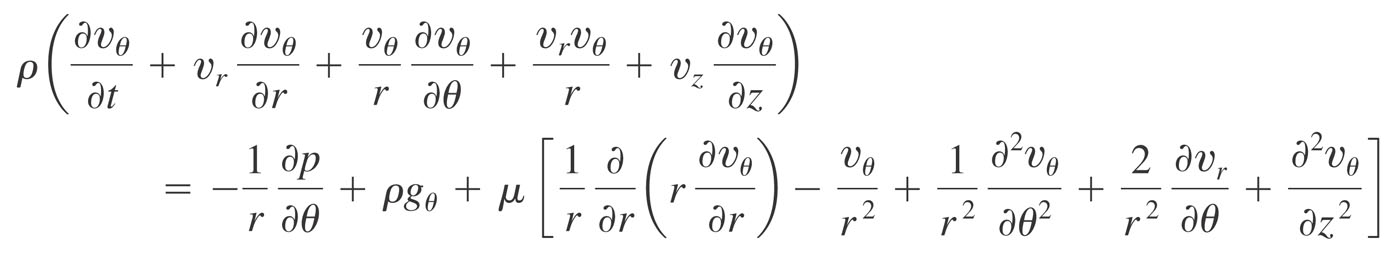 ρ(∂v_θ/∂t + v_r ∂v_θ/∂r + v_θ/r ∂v_θ/∂θ + v_r v_θ/r + v_z ∂v_θ/∂z)
= −1/r ∂p/∂θ + ρg_θ + μ[1/r ∂/∂r(r ∂v_θ/∂r) − v_θ/r² + 1/r² ∂²v_θ/∂θ² + 2/r² ∂v_r/∂θ + ∂²v_θ/∂z²]